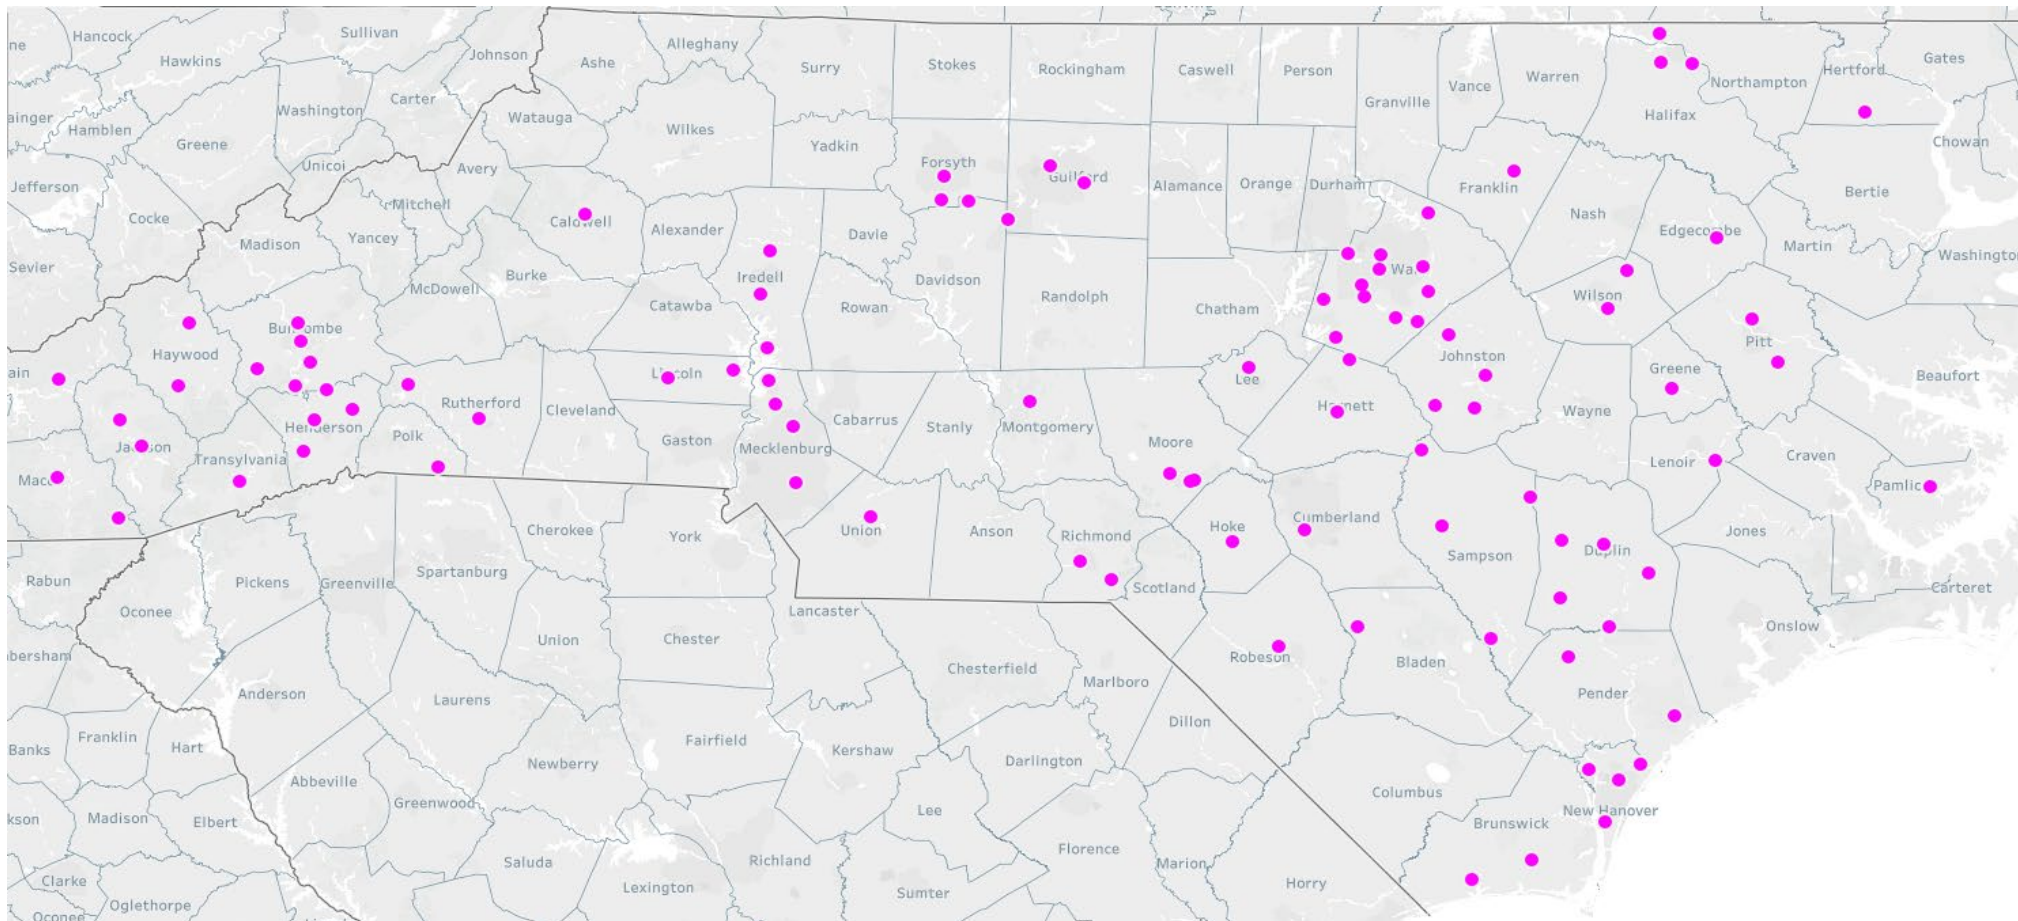 Hancock
Sullivan
Johnson
Alleghany
Ashe
Hawkins
Surry
Stokes
Rockingham
Caswell
Person
Vance
Warren
Northampton
Hertford
Gates
Washington
Carter
Granville
Halifax
Watauga
Wilkes
Hamblen
Greene
Yadkin
Chowan
Unicoi
Avery
Forsyth
Guilford
Alamance
Orange
Durham
Franklin
Bertie
Jefferson
Mitchell
Cocke
Caldwell
Alexander
Davie
Nash
Edgecombe
Martin
Madison
Yancey
Sevier
Burke
Iredell
Davidson
Washington
McDowell
Catawba
Rowan
Randolph
Chatham
Wilson
Buncombe
Haywood
Johnston
Pitt
Lincoln
Lee
Greene
Beaufort
Rutherford
Cleveland
Cabarrus
Stanly
Montgomery
Harnett
Wayne
Henderson
Polk
Gaston
Mecklenburg
Moore
Jackson
Transylvania
Lenoir
Craven
Pamlic
Cherokee
York
Union
Anson
Richmond
Hoke
Cumberland
Sampson
Duplin
Jones
Rabun
Pickens
Greenville
Spartanburg
Scotland
Carteret
Oconee
Lancaster
Union
Chester
Onslow
Chesterfield
Robeson
Bladen
Anderson
Laurens
Marlboro
Pender
Banks
Franklin
Hart
Fairfield
Kershaw
Dillon
Newberry
Darlington
Abbeville
Greenwood
Columbus
Madison
Elbert
Lee
Brunswick
New Hanover
Saluda
Richland
Florence
Marion
Clarke
Lexington
Sumter
Horry
Oglethorpe
Oconee